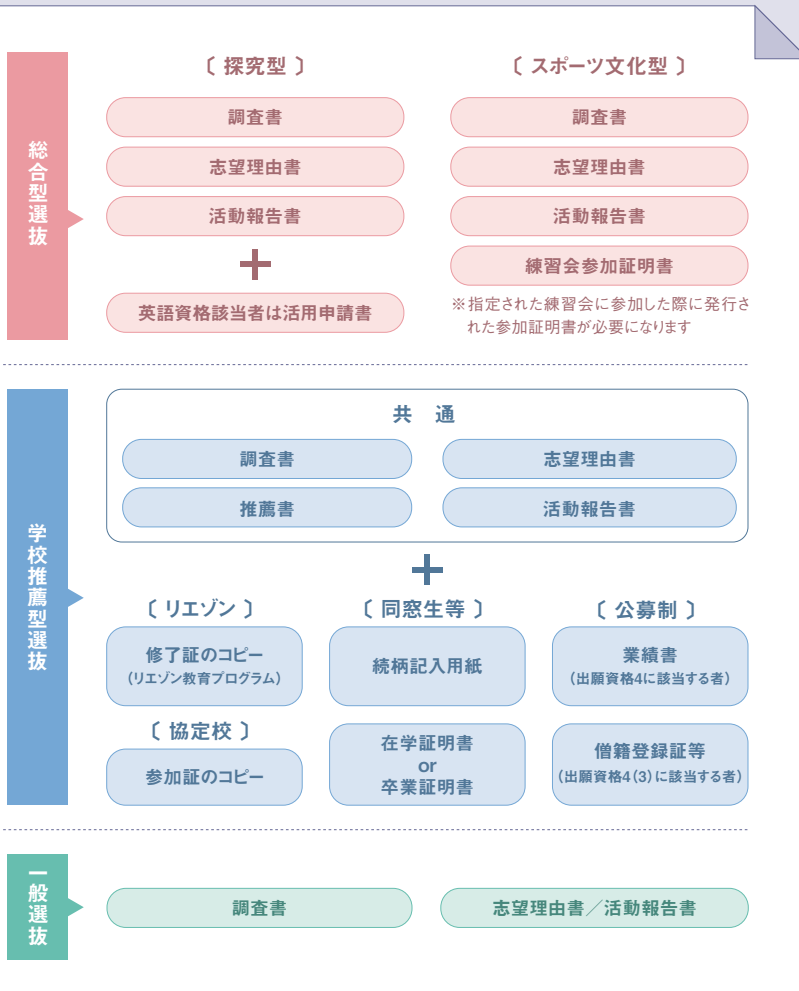 総合型選抜
〔 探究型 〕
調査書
志望理由書
活動報告書
＋
英語資格該当者は活用申請書
〔 スポーツ文化型 〕
調査書
志望理由書
活動報告書
練習会参加証明書
※指定された練習会に参加した際に発行さ
れた参加証明書が必要になります
学校推薦型選抜
共　通
調査書
志望理由書
推薦書
活動報告書
＋
〔 リエゾン 〕
修了証のコピー
(リエゾン教育プログラム)
〔 協定校 〕
参加証のコピー
〔 同窓生等 〕
続柄記入用紙
在学証明書
or
卒業証明書
〔 公募制 〕
業績書
(出願資格4に該当する者)
僧籍登録証等
(出願資格4(3)に該当する者)
一般選抜
調査書
志望理由書／活動報告書